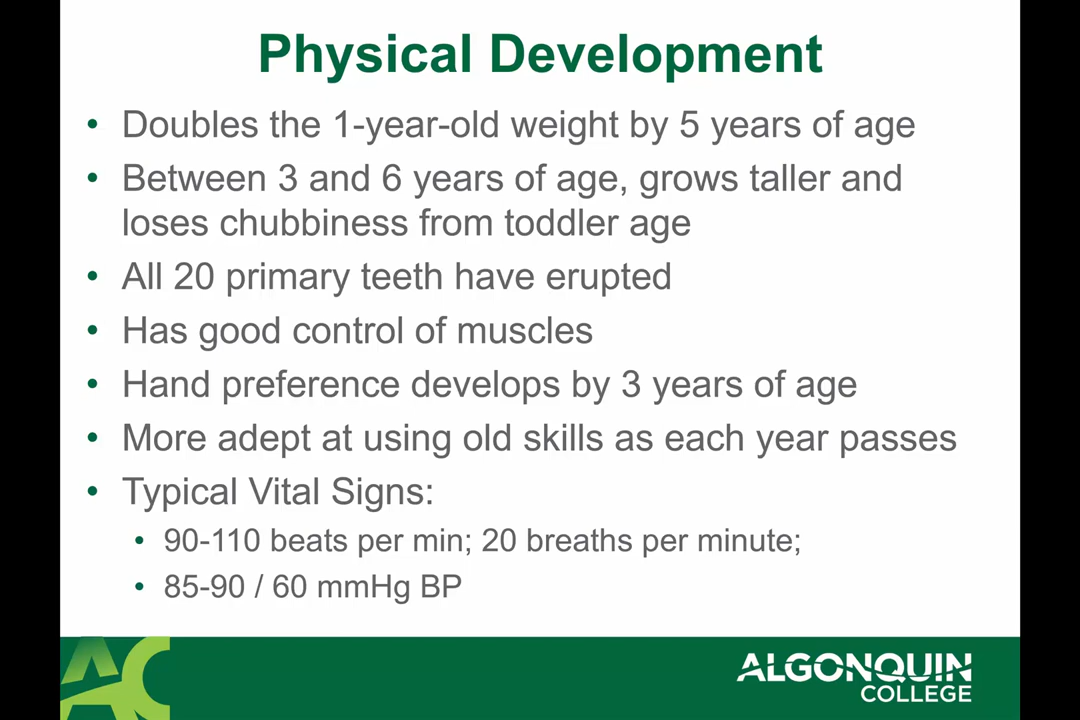 Physical Development
• Doubles the 1-year-old weight by 5 years of age
• Between 3 and 6 years of age, grows taller and
loses chubbiness from toddler age
• All 20 primary teeth have erupted
• Has good control of muscles
• Hand preference develops by 3 years of age
• More adept at using old skills as each year passes
• Typical Vital Signs:
• 90-110 beats per min; 20 breaths per minute;
• 85-90 / 60 mmHg BP
AC
ALGONQUIN
COLLEGE